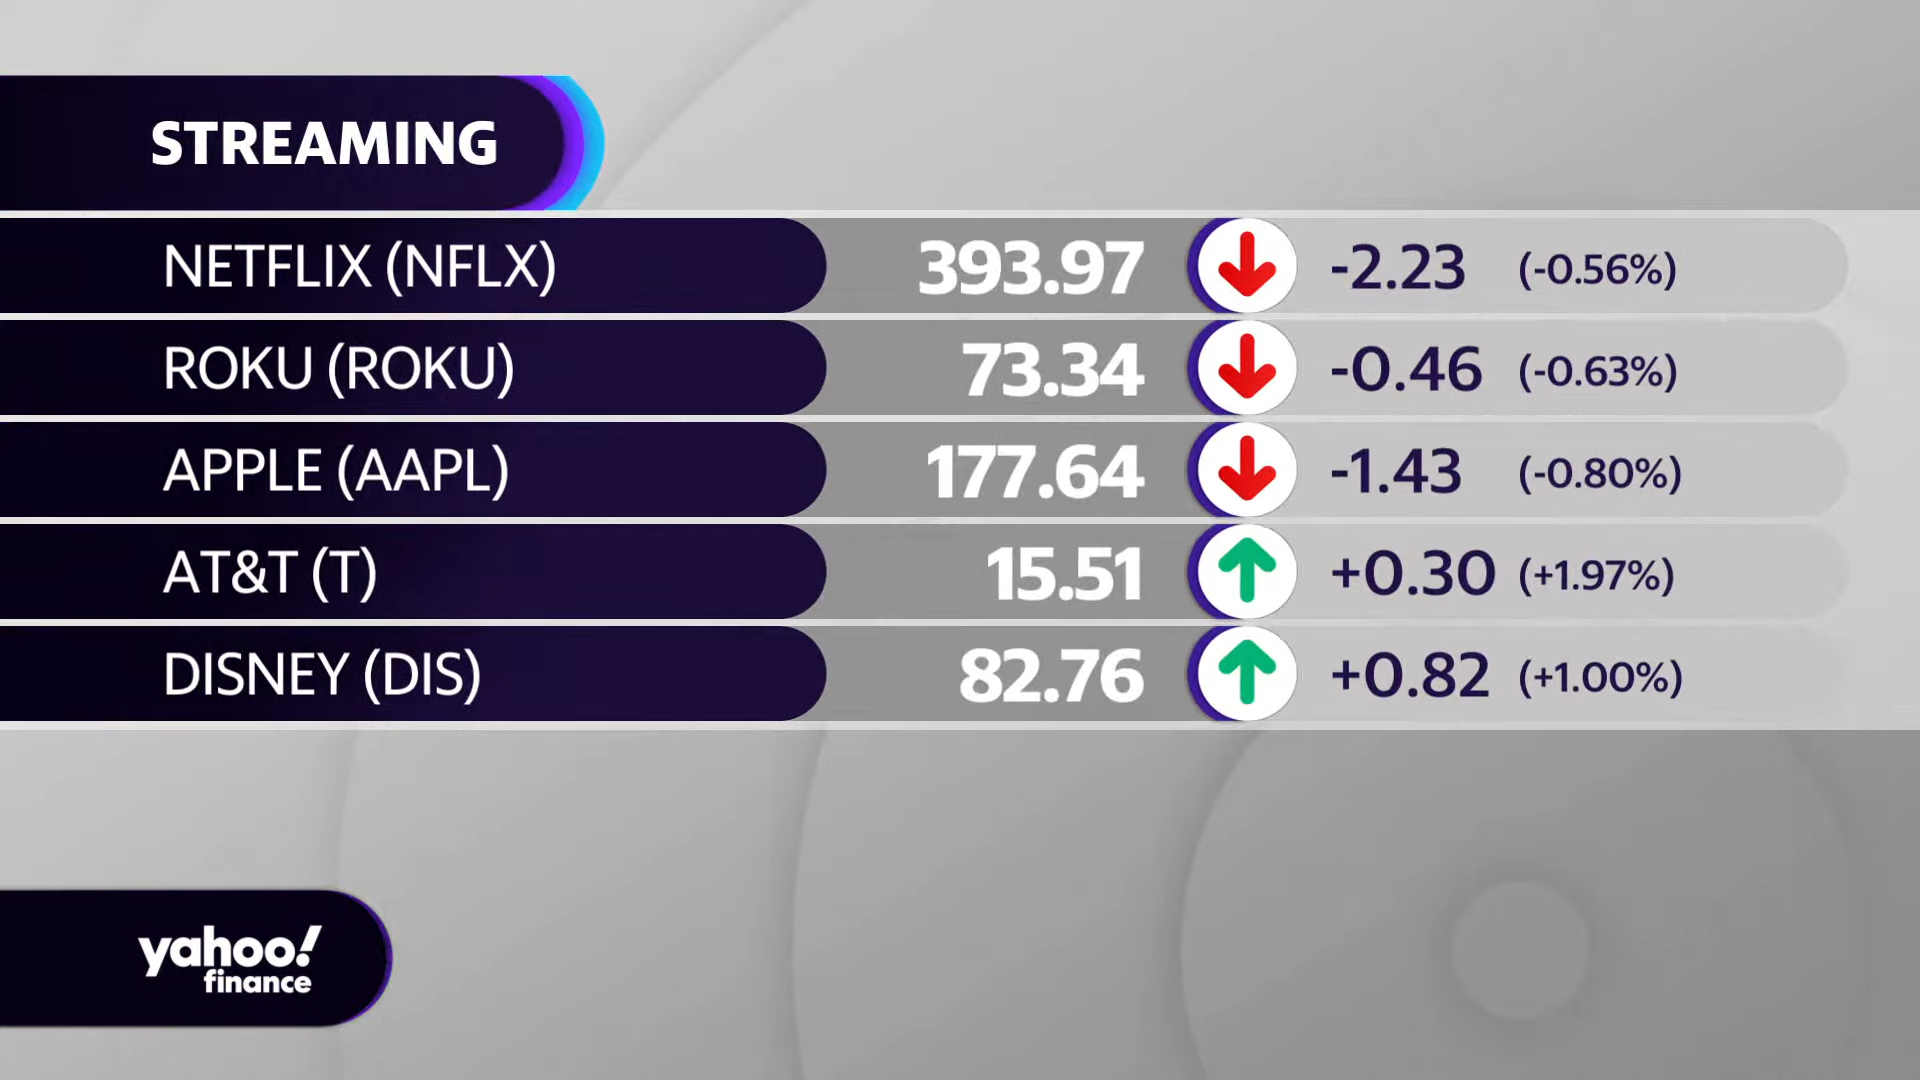 STREAMING
NETFLIX (NFLX) 393.97 -2.23 (-0.56%)
ROKU (ROKU) 73.34 -0.46 (-0.63%)
APPLE (AAPL) 177.64 -1.43 (-0.80%)
AT&T (T) 15.51 +0.30 (+1.97%)
DISNEY (DIS) 82.76 +0.82 (+1.00%)
yahoo!
finance